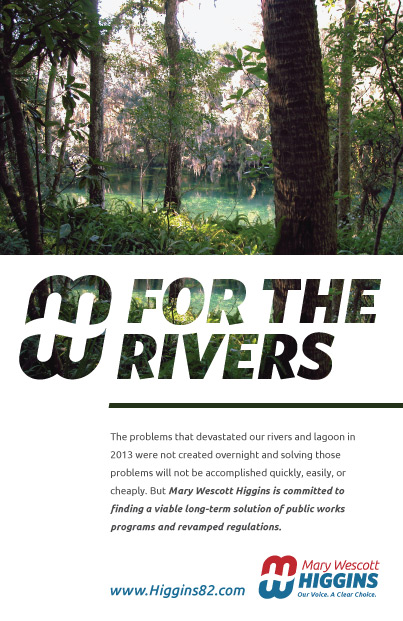 FOR THE
RIVERS
The problems that devastated our rivers and lagoon in
2013 were not created overnight and solving those
problems will not be accomplished quickly, easily, or
cheaply. But Mary Wescott Higgins is committed to
finding a viable long-term solution of public works
programs and revamped regulations.
www.Higgins82.com
Mary Wescott
HIGGINS
Our Voice. A Clear Choice.